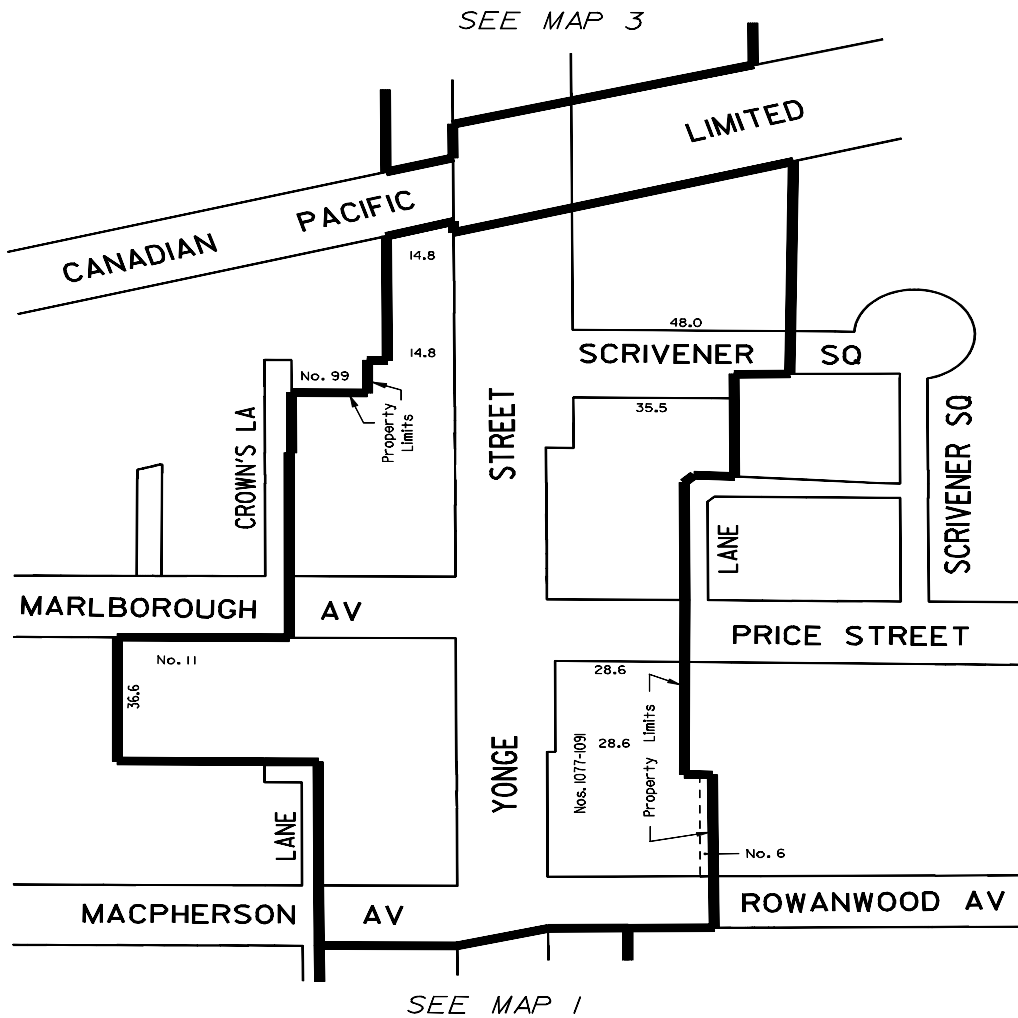 SEE MAP 3
CANADIAN PACIFIC LIMITED
14.8
14.8
48.0
SCRIVENER SQ
No. 99
Property
Limits
CROWN'S LA
STREET
35.5
SCRIVENER SQ
LANE
MARLBOROUGH AV
PRICE STREET
No. 11
36.6
28.6
28.6
Property Limits
Nos. 1077-1091
YONGE
LANE
No. 6
MACPHERSON AV
ROWANWOOD AV
SEE MAP 1